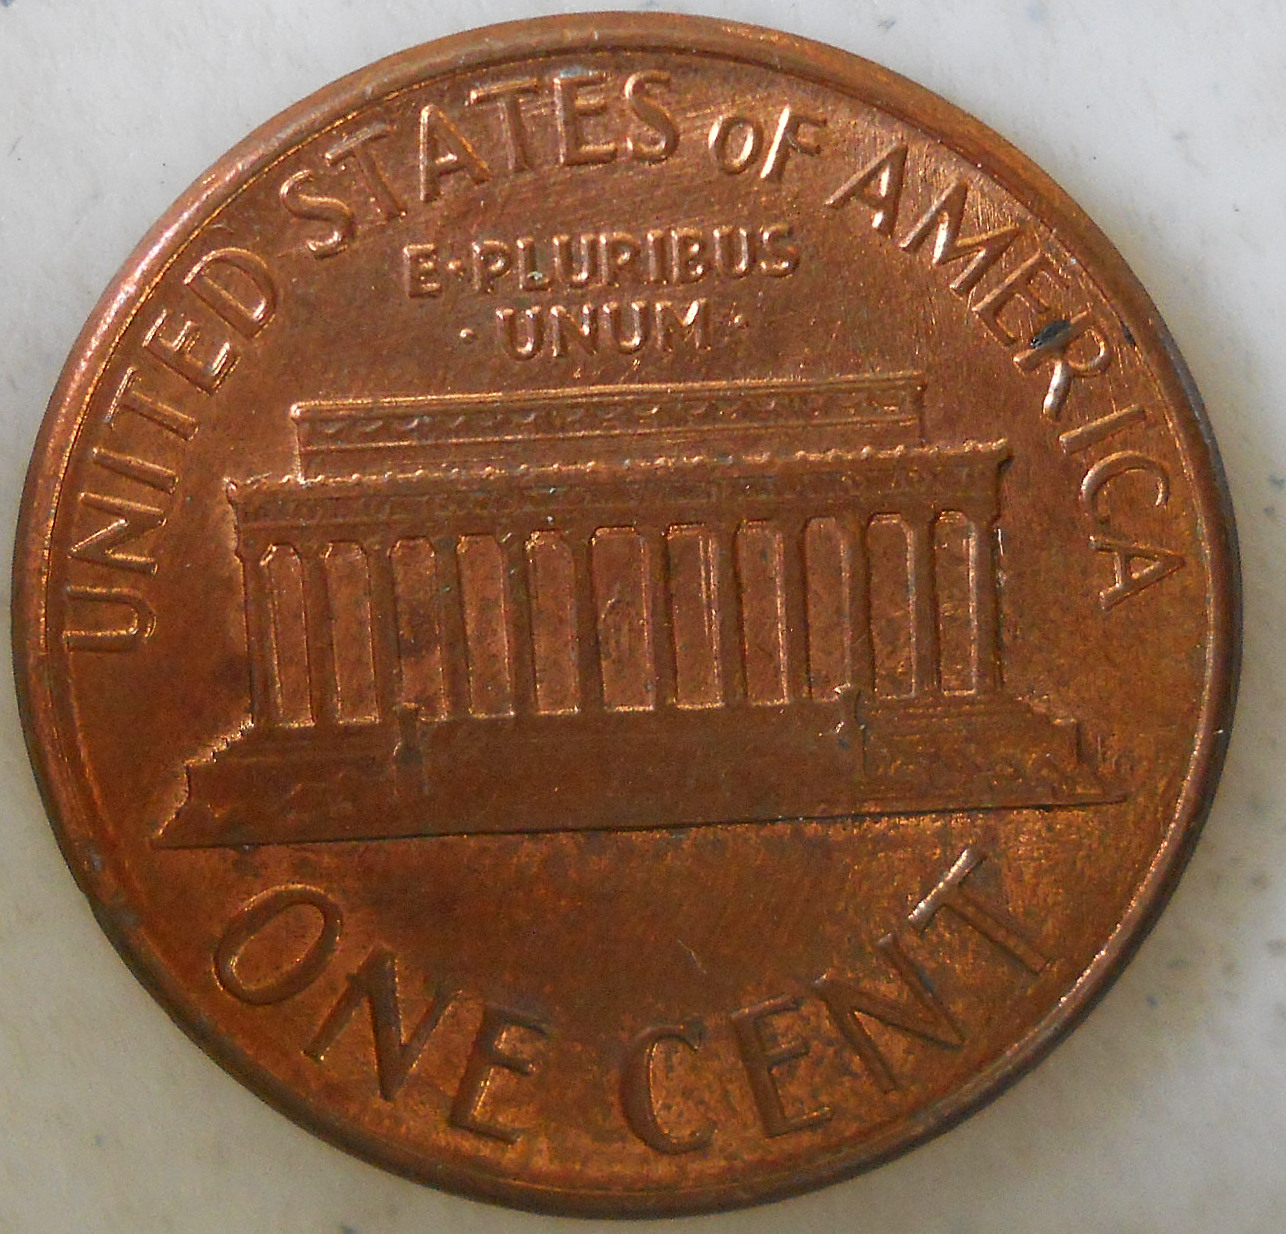 UNITED STATES OF AMERICA
E·PLURIBUS
·UNUM·
ONE CENT